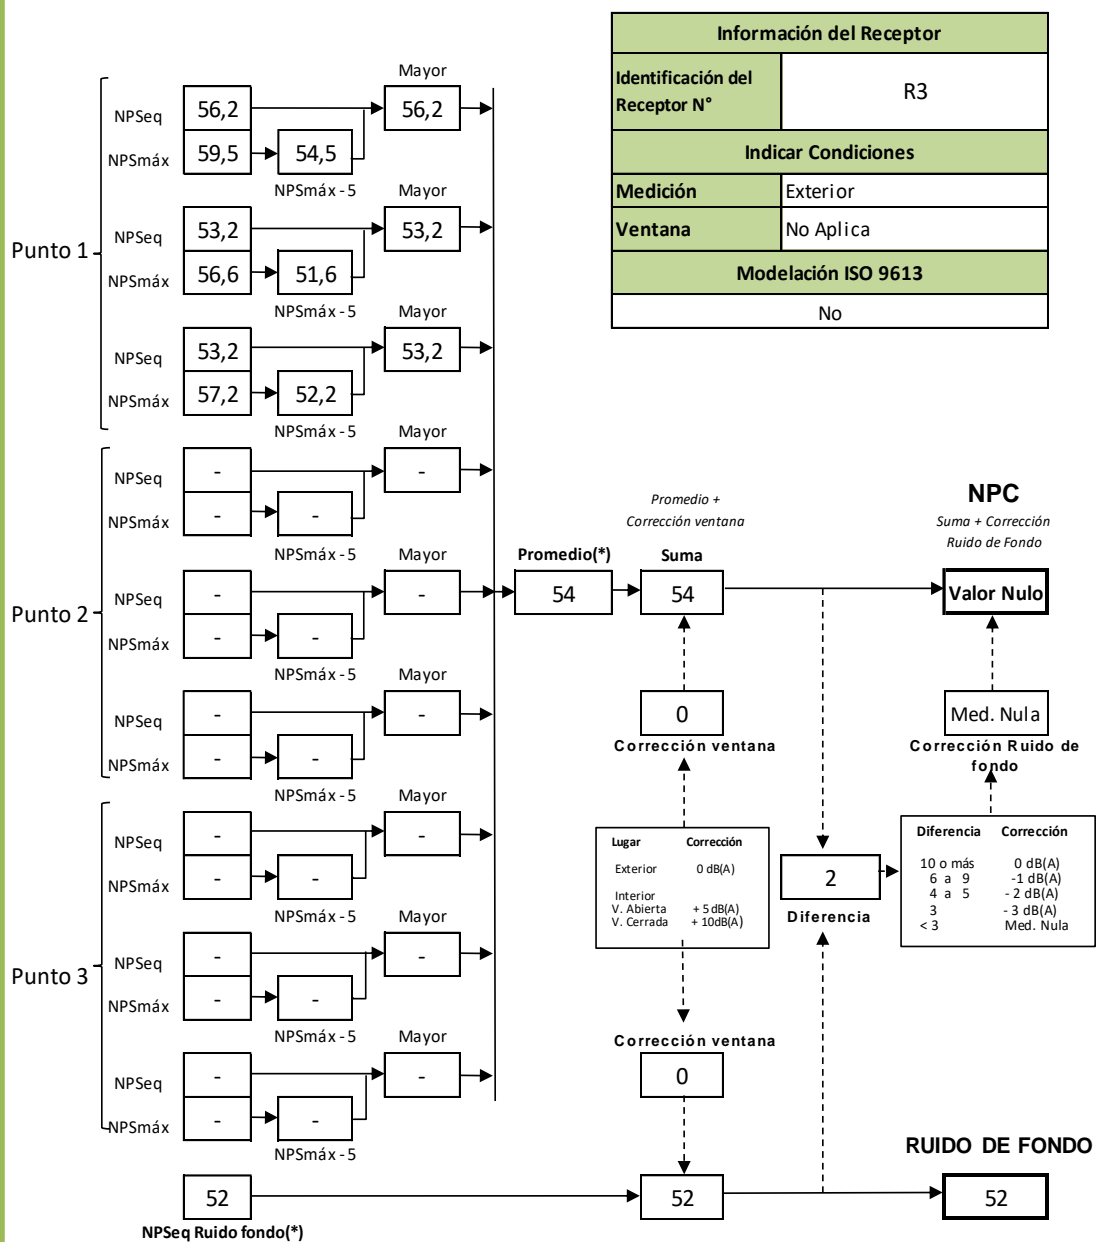 Información del Receptor
Identificación del Receptor N°
R3
Indicar Condiciones
Medición
Exterior
Ventana
No Aplica
Modelación ISO 9613
No
Punto 1
Mayor
NPSeq
56,2
56,2
NPSmáx
59,5
54,5
NPSmáx - 5
Mayor
NPSeq
53,2
53,2
NPSmáx
56,6
51,6
NPSmáx - 5
Mayor
NPSeq
53,2
53,2
NPSmáx
57,2
52,2
NPSmáx - 5
Punto 2
Mayor
NPSeq
-
-
NPSmáx
-
-
NPSmáx - 5
Mayor
NPSeq
-
-
NPSmáx
-
-
NPSmáx - 5
Mayor
NPSeq
-
-
NPSmáx
-
-
NPSmáx - 5
Punto 3
Mayor
NPSeq
-
-
NPSmáx
-
-
NPSmáx - 5
Mayor
NPSeq
-
-
NPSmáx
-
-
NPSmáx - 5
Mayor
NPSeq
-
-
NPSmáx
-
-
NPSmáx - 5
Promedio(*)
54
Promedio +
Corrección ventana
Suma
54
NPC
Suma + Corrección
Ruido de Fondo
Valor Nulo
0
Corrección ventana
Med. Nula
Corrección Ruido de
fondo
Lugar Corrección
Exterior 0 dB(A)
Interior
V. Abierta + 5 dB(A)
V. Cerrada + 10dB(A)
2
Diferencia
Diferencia Corrección
10 o más 0 dB(A)
6 a 9 -1 dB(A)
4 a 5 - 2 dB(A)
3 - 3 dB(A)
< 3 Med. Nula
Corrección ventana
0
RUIDO DE FONDO
52
52
52
NPSeq Ruido fondo(*)